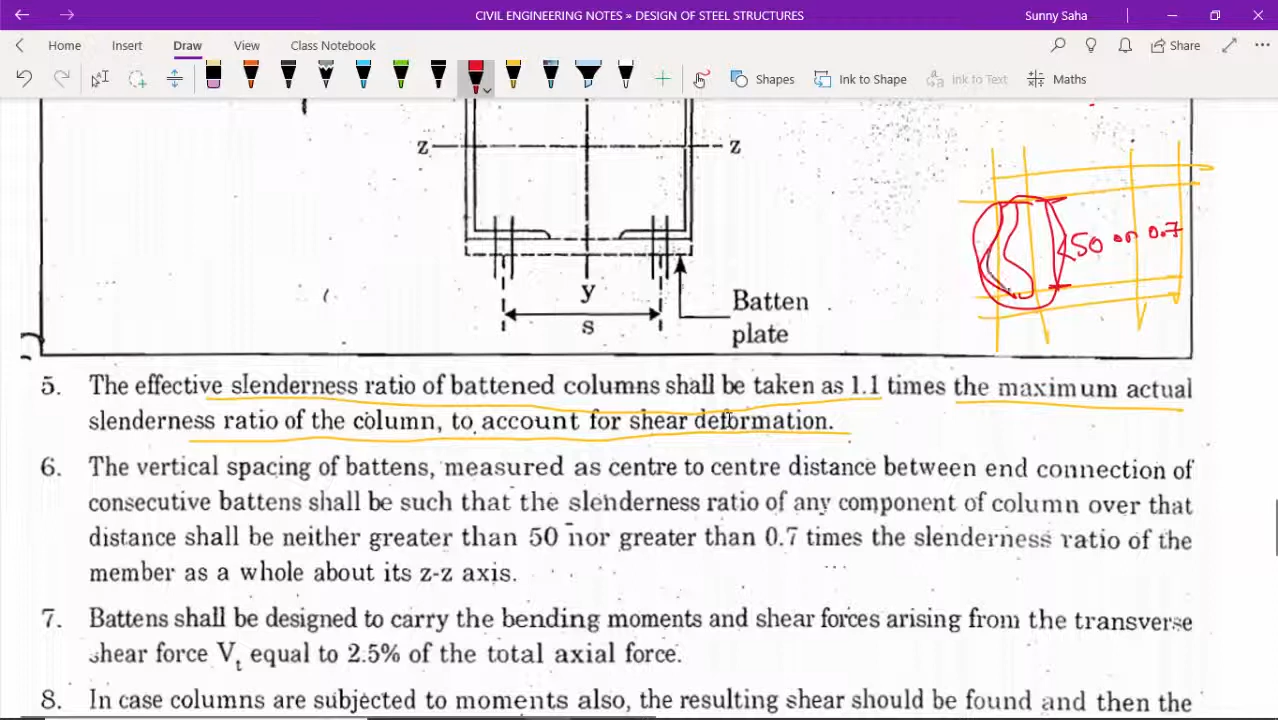 CIVIL ENGINEERING NOTES » DESIGN OF STEEL STRUCTURES
Sunny Saha
Home Insert Draw View Class Notebook
Share
Shapes
Ink to Shape
Ink to Text
Maths
z z
50 or 0.7
y
s
Batten
plate
5. The effective slenderness ratio of battened columns shall be taken as 1.1 times the maximum actual
slenderness ratio of the column, to account for shear deformation.
6. The vertical spacing of battens, measured as centre to centre distance between end connection of
consecutive battens shall be such that the slenderness ratio of any component of column over that
distance shall be neither greater than 50 nor greater than 0.7 times the slenderness ratio of the
member as a whole about its z-z axis.
7. Battens shall be designed to carry the bending moments and shear forces arising from the transverse
shear force Vt equal to 2.5% of the total axial force.
8. In case columns are subjected to moments also, the resulting shear should be found and then the